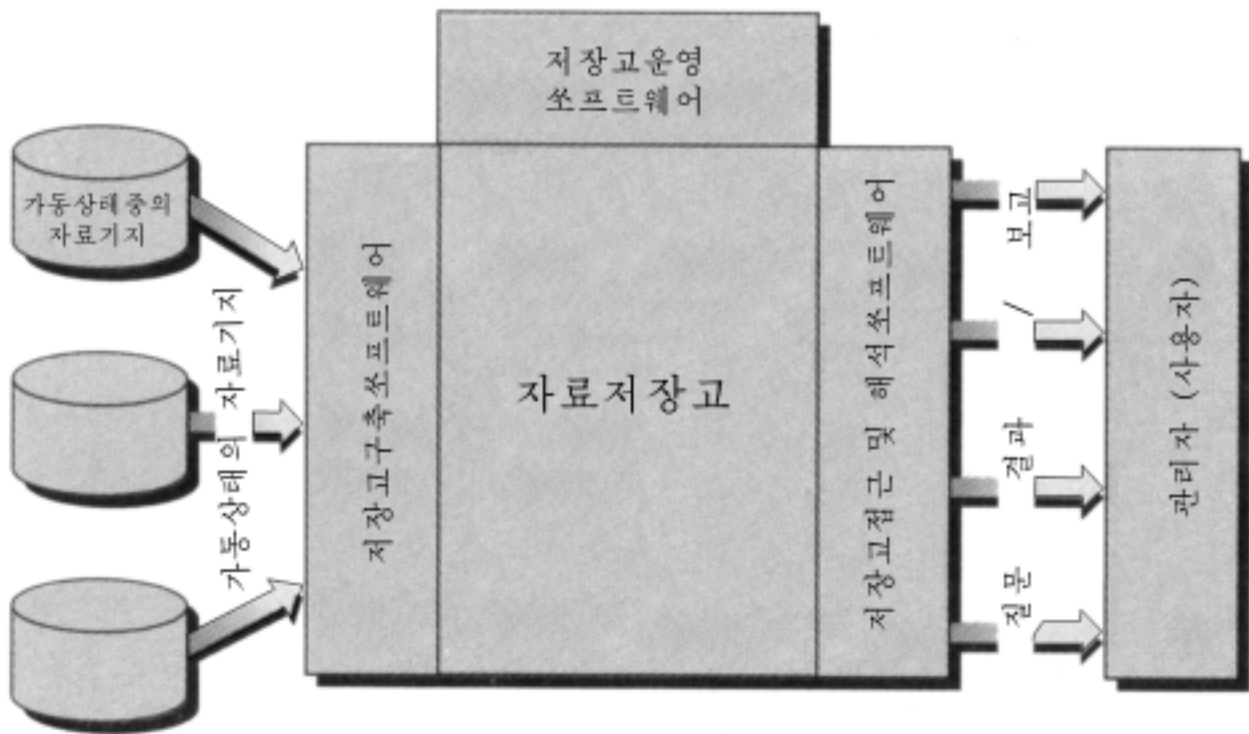 저장고운영
쏘프트웨어
가동상태중의
자료기지
가동상태의 자료기지
저장고구축쏘프트웨어
자료저장고
저장고접근 및 해석쏘프트웨어
질문 결과 / 보고
관리자 (사용자)